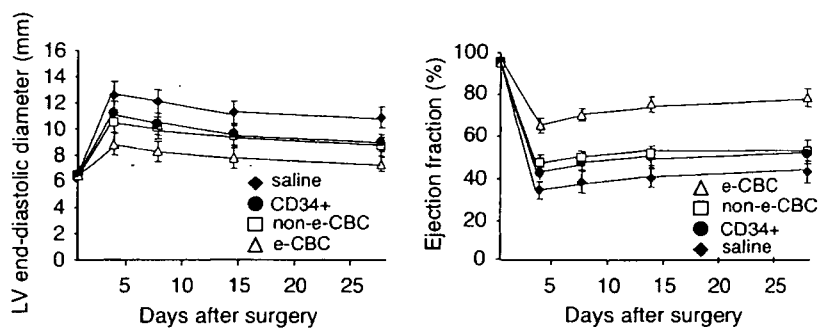 LV end-diastolic diameter (mm)
16
14
12
10
8
6
4
2
0
saline
CD34+
non-e-CBC
e-CBC
5 10 15 20 25
Days after surgery
Ejection fraction (%)
100
80
60
40
20
0
e-CBC
non-e-CBC
CD34+
saline
5 10 15 20 25
Days after surgery